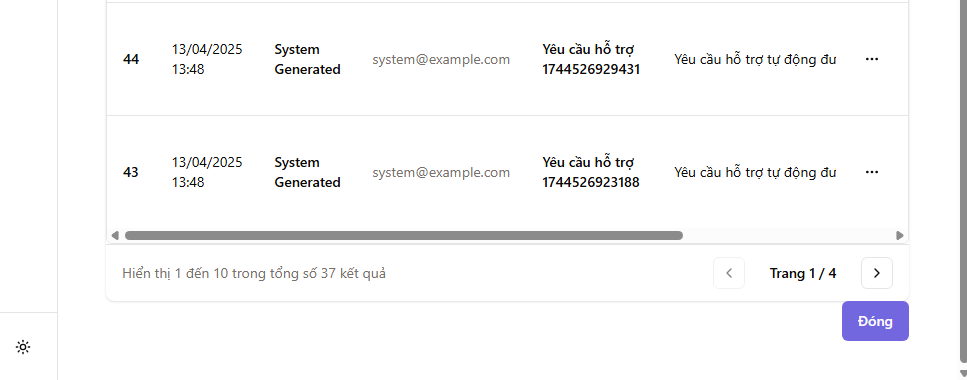 44 13/04/2025 System system@example.com Yêu cầu hỗ trợ Yêu cầu hỗ trợ tự động đư ...
13:48 Generated 1744526929431
43 13/04/2025 System system@example.com Yêu cầu hỗ trợ Yêu cầu hỗ trợ tự động đư ...
13:48 Generated 1744526923188
Hiển thị 1 đến 10 trong tổng số 37 kết quả Trang 1 / 4
Đóng